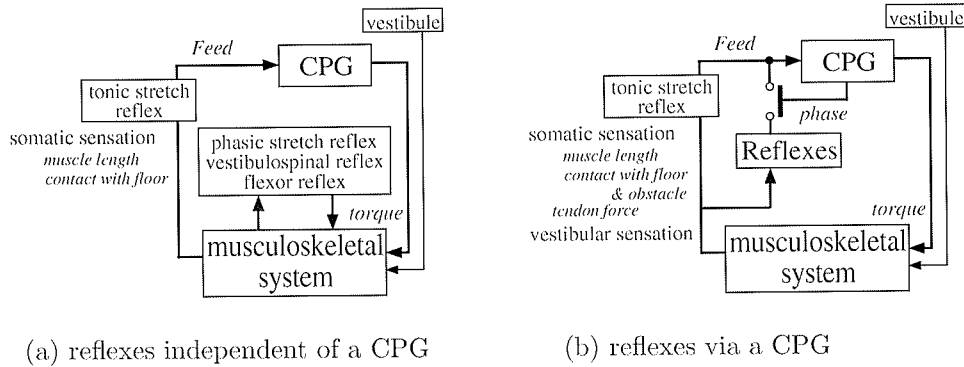 vestibule
Feed
CPG
tonic stretch
reflex
somatic sensation
muscle length
contact with floor
phasic stretch reflex
vestibulospinal reflex
flexor reflex
torque
musculoskeletal
system
(a) reflexes independent of a CPG
vestibule
Feed
CPG
tonic stretch
reflex
phase
somatic sensation
muscle length
contact with floor
& obstacle
tendon force
vestibular sensation
Reflexes
torque
musculoskeletal
system
(b) reflexes via a CPG